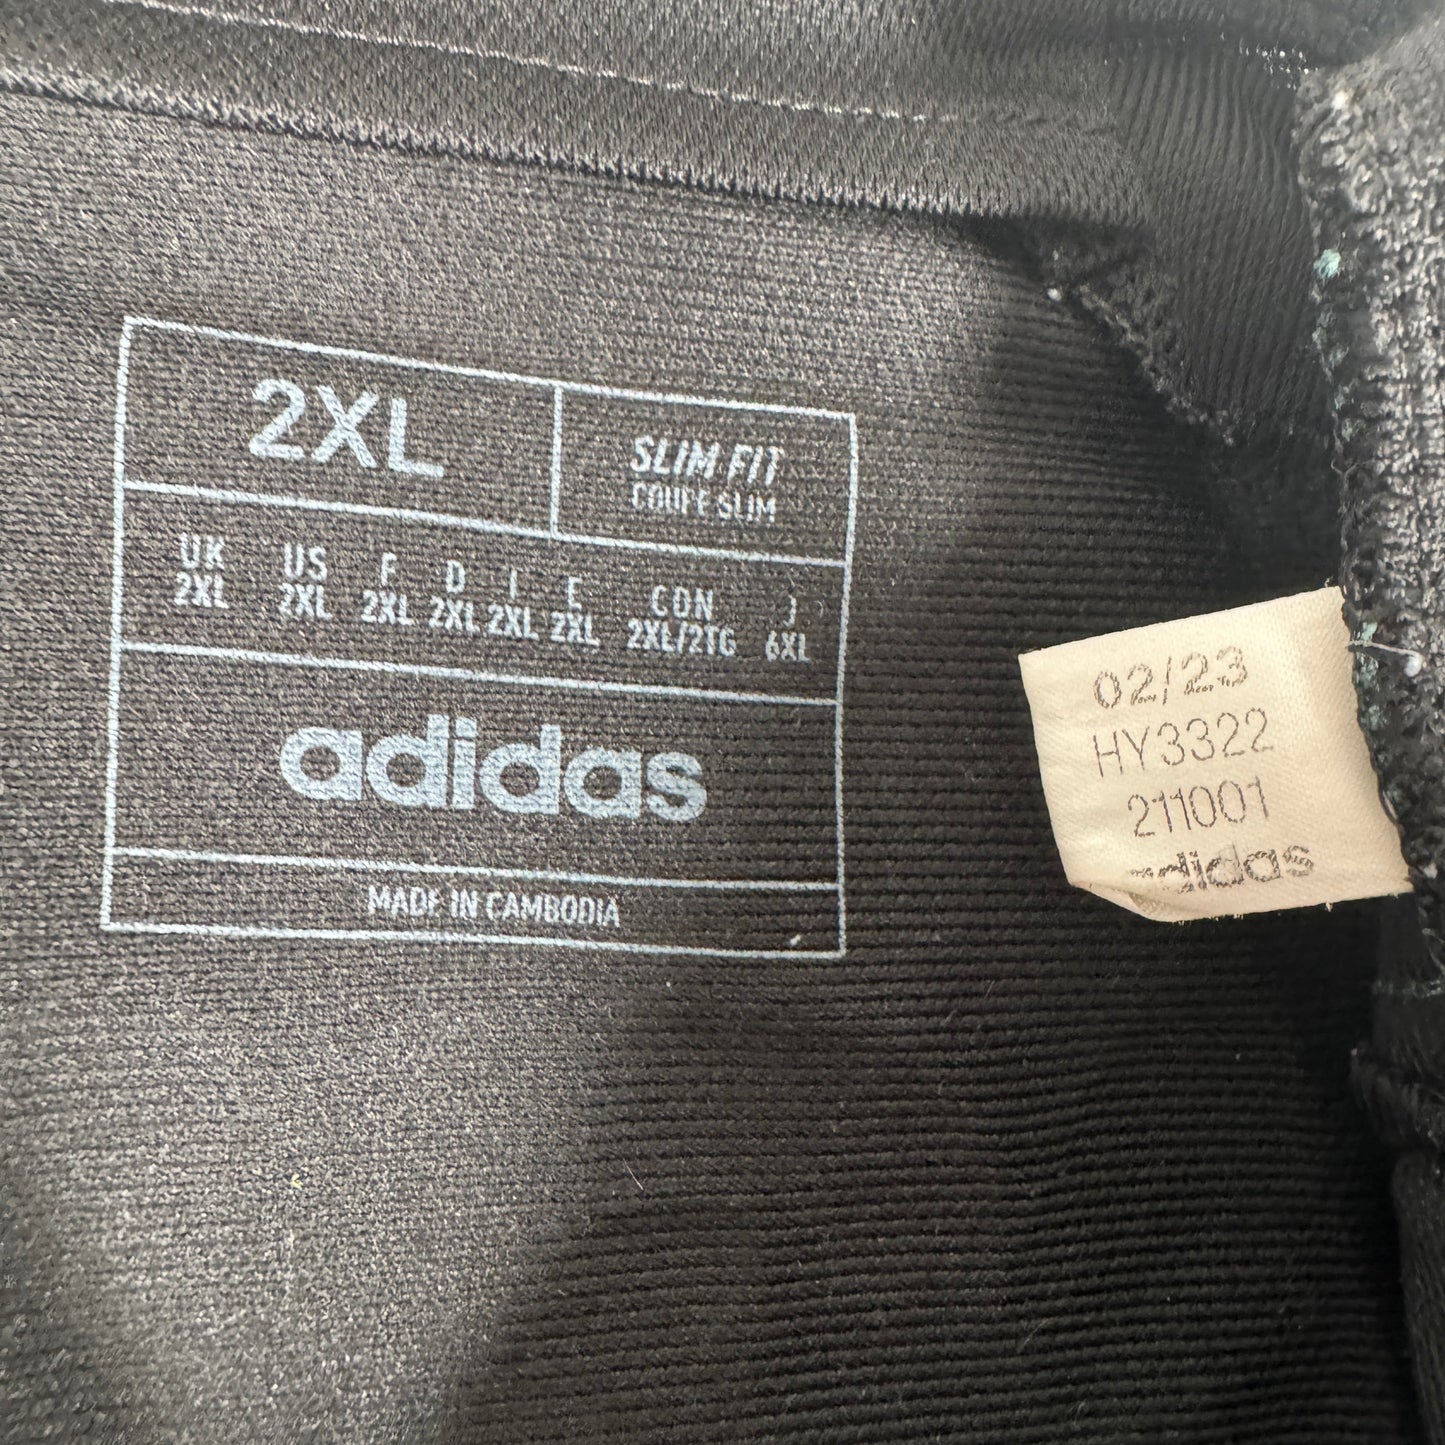 2XL
SLIM FIT
COUPE SLIM
UK US F D I E CDN J
2XL 2XL 2XL 2XL 2XL 2XL 2XL/2TG 6XL
adidas
MADE IN CAMBODIA
02/23
HY3322
211001
adidas